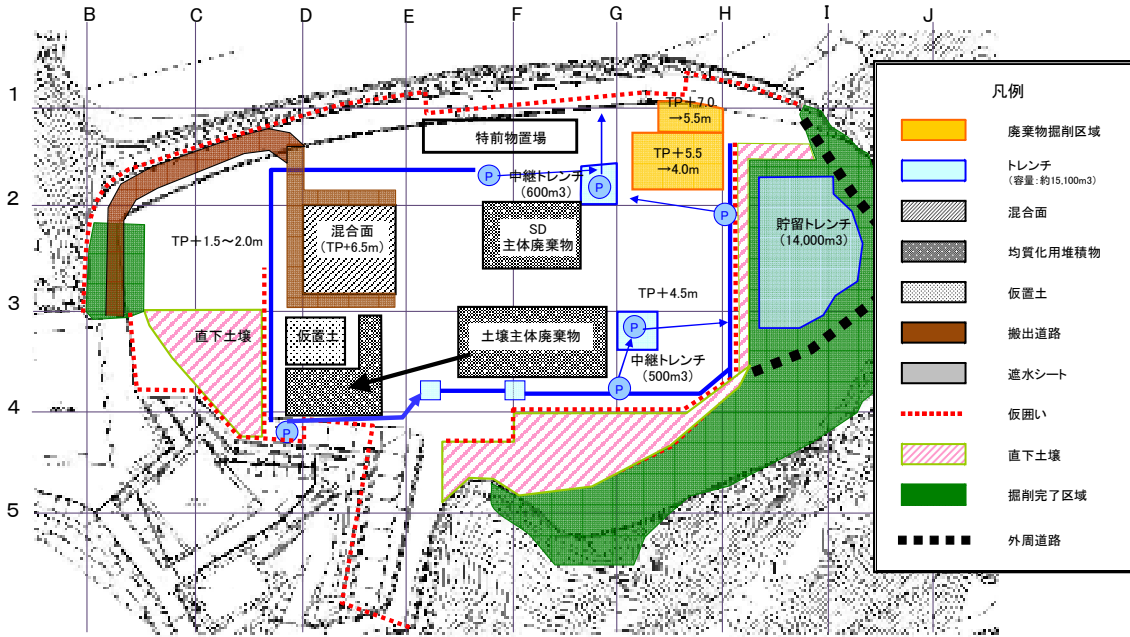 B C D E F G H I J
1
2
3
4
5
TP+7.0
→5.5m
特前物置場
TP+5.5
→4.0m
中継トレンチ
(600m3)
P
P
P
混合面
(TP+6.5m)
SD
主体廃棄物
貯留トレンチ
(14,000m3)
TP+1.5~2.0m
TP+4.5m
直下土壌
仮置土
土壌主体廃棄物
P
中継トレンチ
(500m3)
P
P
凡例
廃棄物掘削区域
トレンチ
(容量:約15,100m3)
混合面
均質化用堆積物
仮置土
搬出道路
遮水シート
仮囲い
直下土壌
掘削完了区域
外周道路